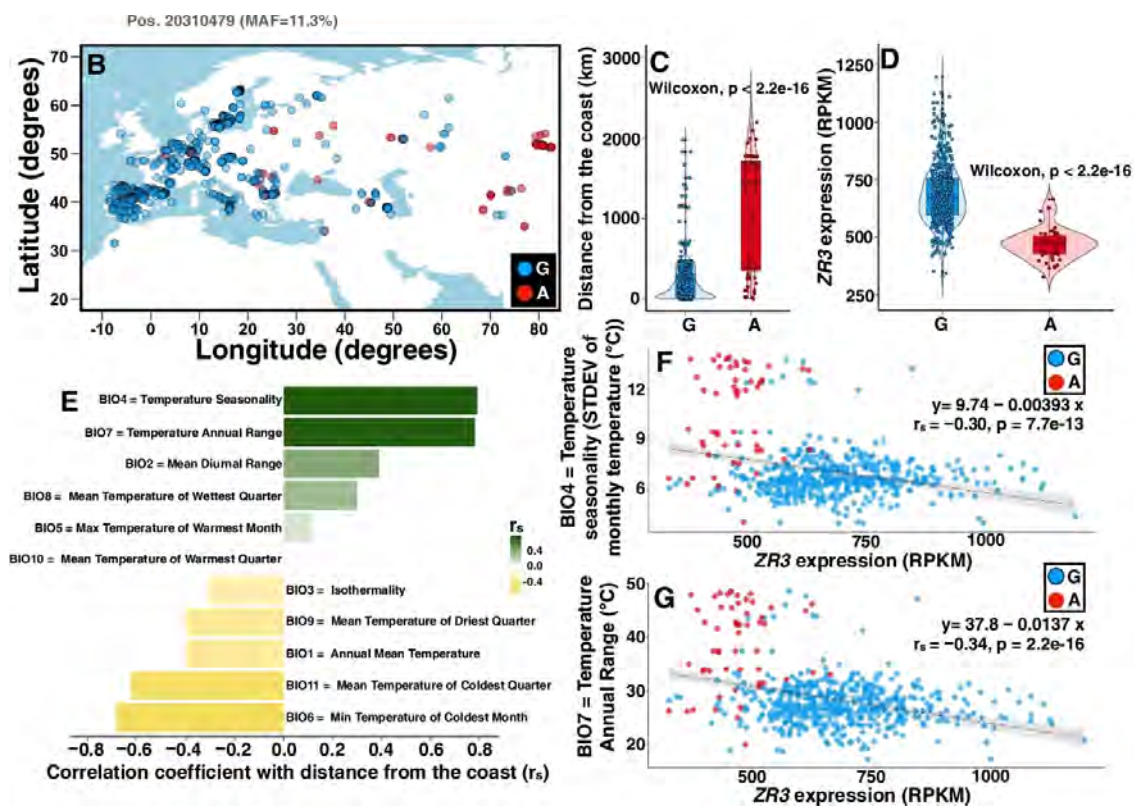 Pos. 20310479 (MAF=11.3%)
B
Latitude (degrees)
70
60
50
40
30
20
-10
0
10
20
30
40
50
60
70
80
Longitude (degrees)
G
A
C
Distance from the coast (km)
3000
2000
1000
0
Wilcoxon, p < 2.2e-16
G
A
D
ZR3 expression (RPKM)
1250
1000
750
500
250
Wilcoxon, p < 2.2e-16
G
A
E
BIO4 = Temperature Seasonality
BIO7 = Temperature Annual Range
BIO2 = Mean Diurnal Range
BIO8 = Mean Temperature of Wettest Quarter
BIO5 = Max Temperature of Warmest Month
BIO10 = Mean Temperature of Warmest Quarter
BIO3 = Isothermality
BIO9 = Mean Temperature of Driest Quarter
BIO1 = Annual Mean Temperature
BIO11 = Mean Temperature of Coldest Quarter
BIO6 = Min Temperature of Coldest Month
rs
0.4
0.0
-0.4
−0.8
−0.6
−0.4
−0.2
0.0
0.2
0.4
0.6
0.8
Correlation coefficient with distance from the coast (rs)
F
BIO4 = Temperature
seasonality (STDEV of
monthly temperature (°C))
12
9
6
G
A
y= 9.74 − 0.00393 x
rs = −0.30, p = 7.7e-13
500
750
1000
ZR3 expression (RPKM)
G
BIO7 = Temperature
Annual Range (°C)
50
40
30
20
G
A
y= 37.8 − 0.0137 x
rs = −0.34, p = 2.2e-16
500
750
1000
ZR3 expression (RPKM)